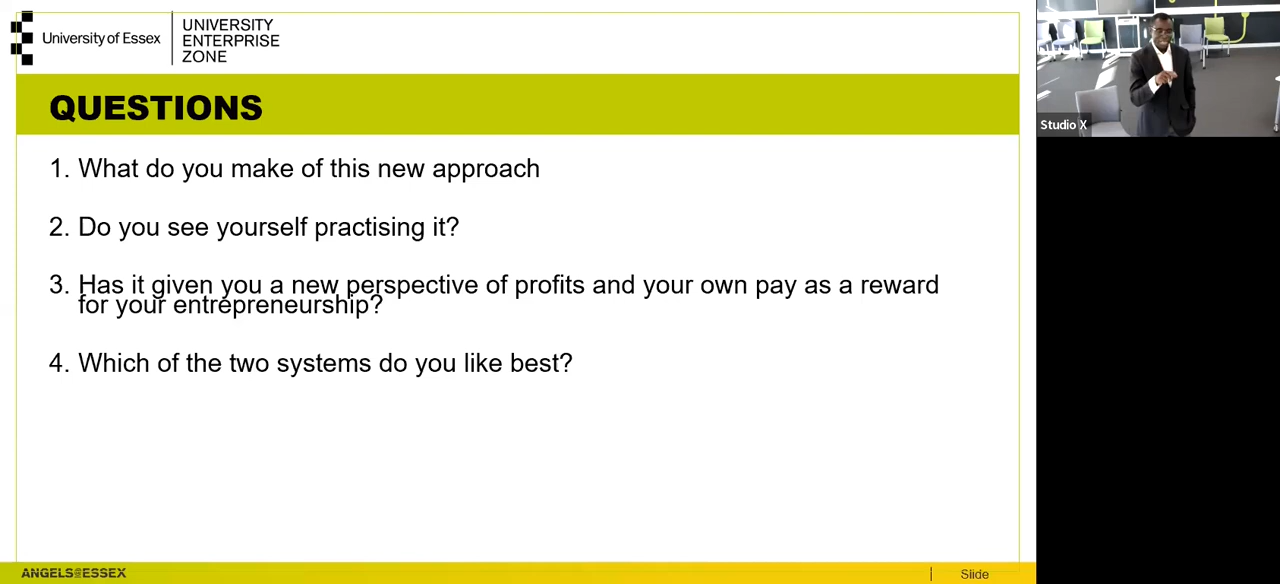 University of Essex
UNIVERSITY
ENTERPRISE
ZONE
QUESTIONS
1. What do you make of this new approach
2. Do you see yourself practising it?
3. Has it given you a new perspective of profits and your own pay as a reward
for your entrepreneurship?
4. Which of the two systems do you like best?
ANGELS@ESSEX
Slide
Studio X